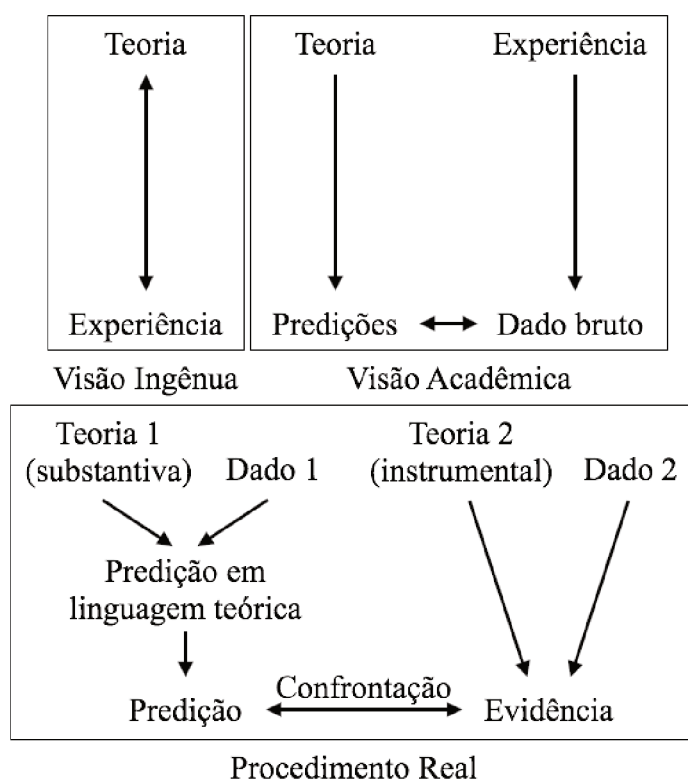 Teoria
Experiência
Visão Ingênua
Teoria Experiência
Predições Dado bruto
Visão Acadêmica
Teoria 1
(substantiva) Dado 1
Teoria 2
(instrumental) Dado 2
Predição em
linguagem teórica
Confrontação
Predição Evidência
Procedimento Real